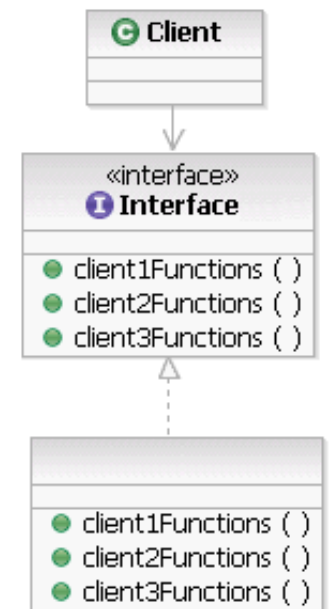 C Client
«interface»
I Interface
client1Functions ( )
client2Functions ( )
client3Functions ( )
client1Functions ( )
client2Functions ( )
client3Functions ( )